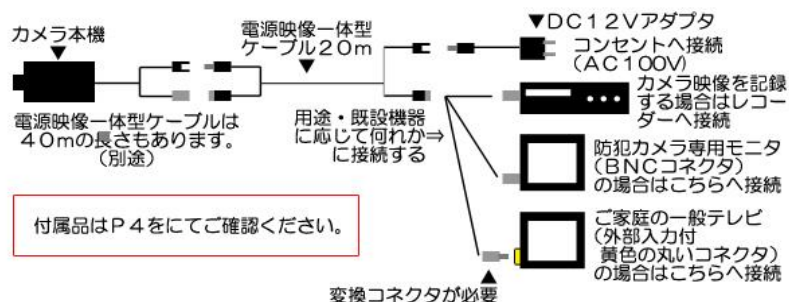 カメラ本機
▼
電源映像一体型
ケーブル20m
▼
▼DC12Vアダプタ
コンセントへ接続
(AC100V)
カメラ映像を記録
する場合はレコー
ダーへ接続
電源映像一体型ケーブルは
40mの長さもあります。
(別途)
用途・既設機器
に応じて何れか⇒
に接続する
防犯カメラ専用モニタ
(BNCコネクタ)
の場合はこちらへ接続
付属品はP4をにてご確認ください。
ご家庭の一般テレビ
(外部入力付
黄色の丸いコネクタ)
の場合はこちらへ接続
▲
変換コネクタが必要